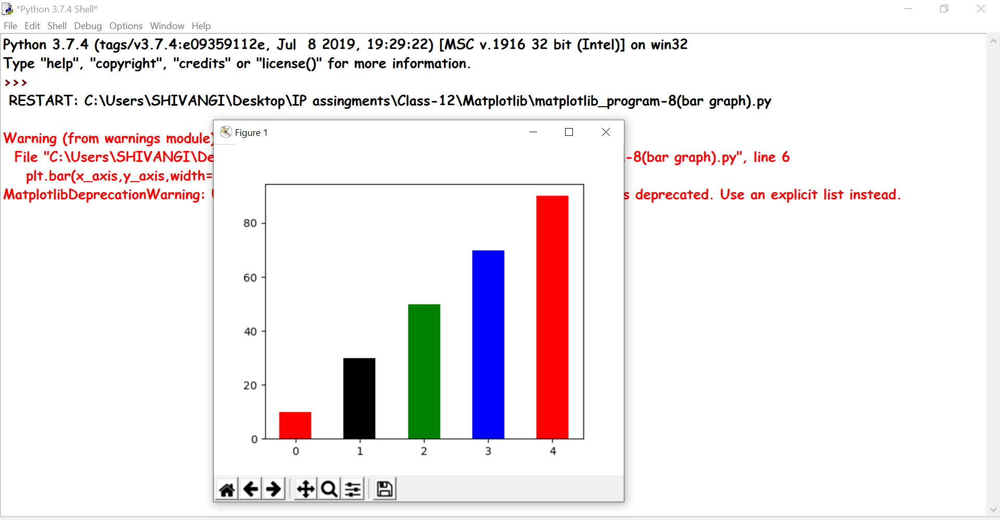 *Python 3.7.4 Shell*
File Edit Shell Debug Options Window Help
Python 3.7.4 (tags/v3.7.4:e09359112e, Jul  8 2019, 19:29:22) [MSC v.1916 32 bit (Intel)] on win32
Type "help", "copyright", "credits" or "license()" for more information.
>>>
RESTART: C:\Users\SHIVANGI\Desktop\IP assingments\Class-12\Matplotlib\matplotlib_program-8(bar graph).py
Warning (from warnings module)
File "C:\Users\SHIVANGI\De -8(bar graph).py", line 6
plt.bar(x_axis,y_axis,width=
MatplotlibDeprecationWarning: deprecated. Use an explicit list instead.
Figure 1
80
60
40
20
0
0 1 2 3 4